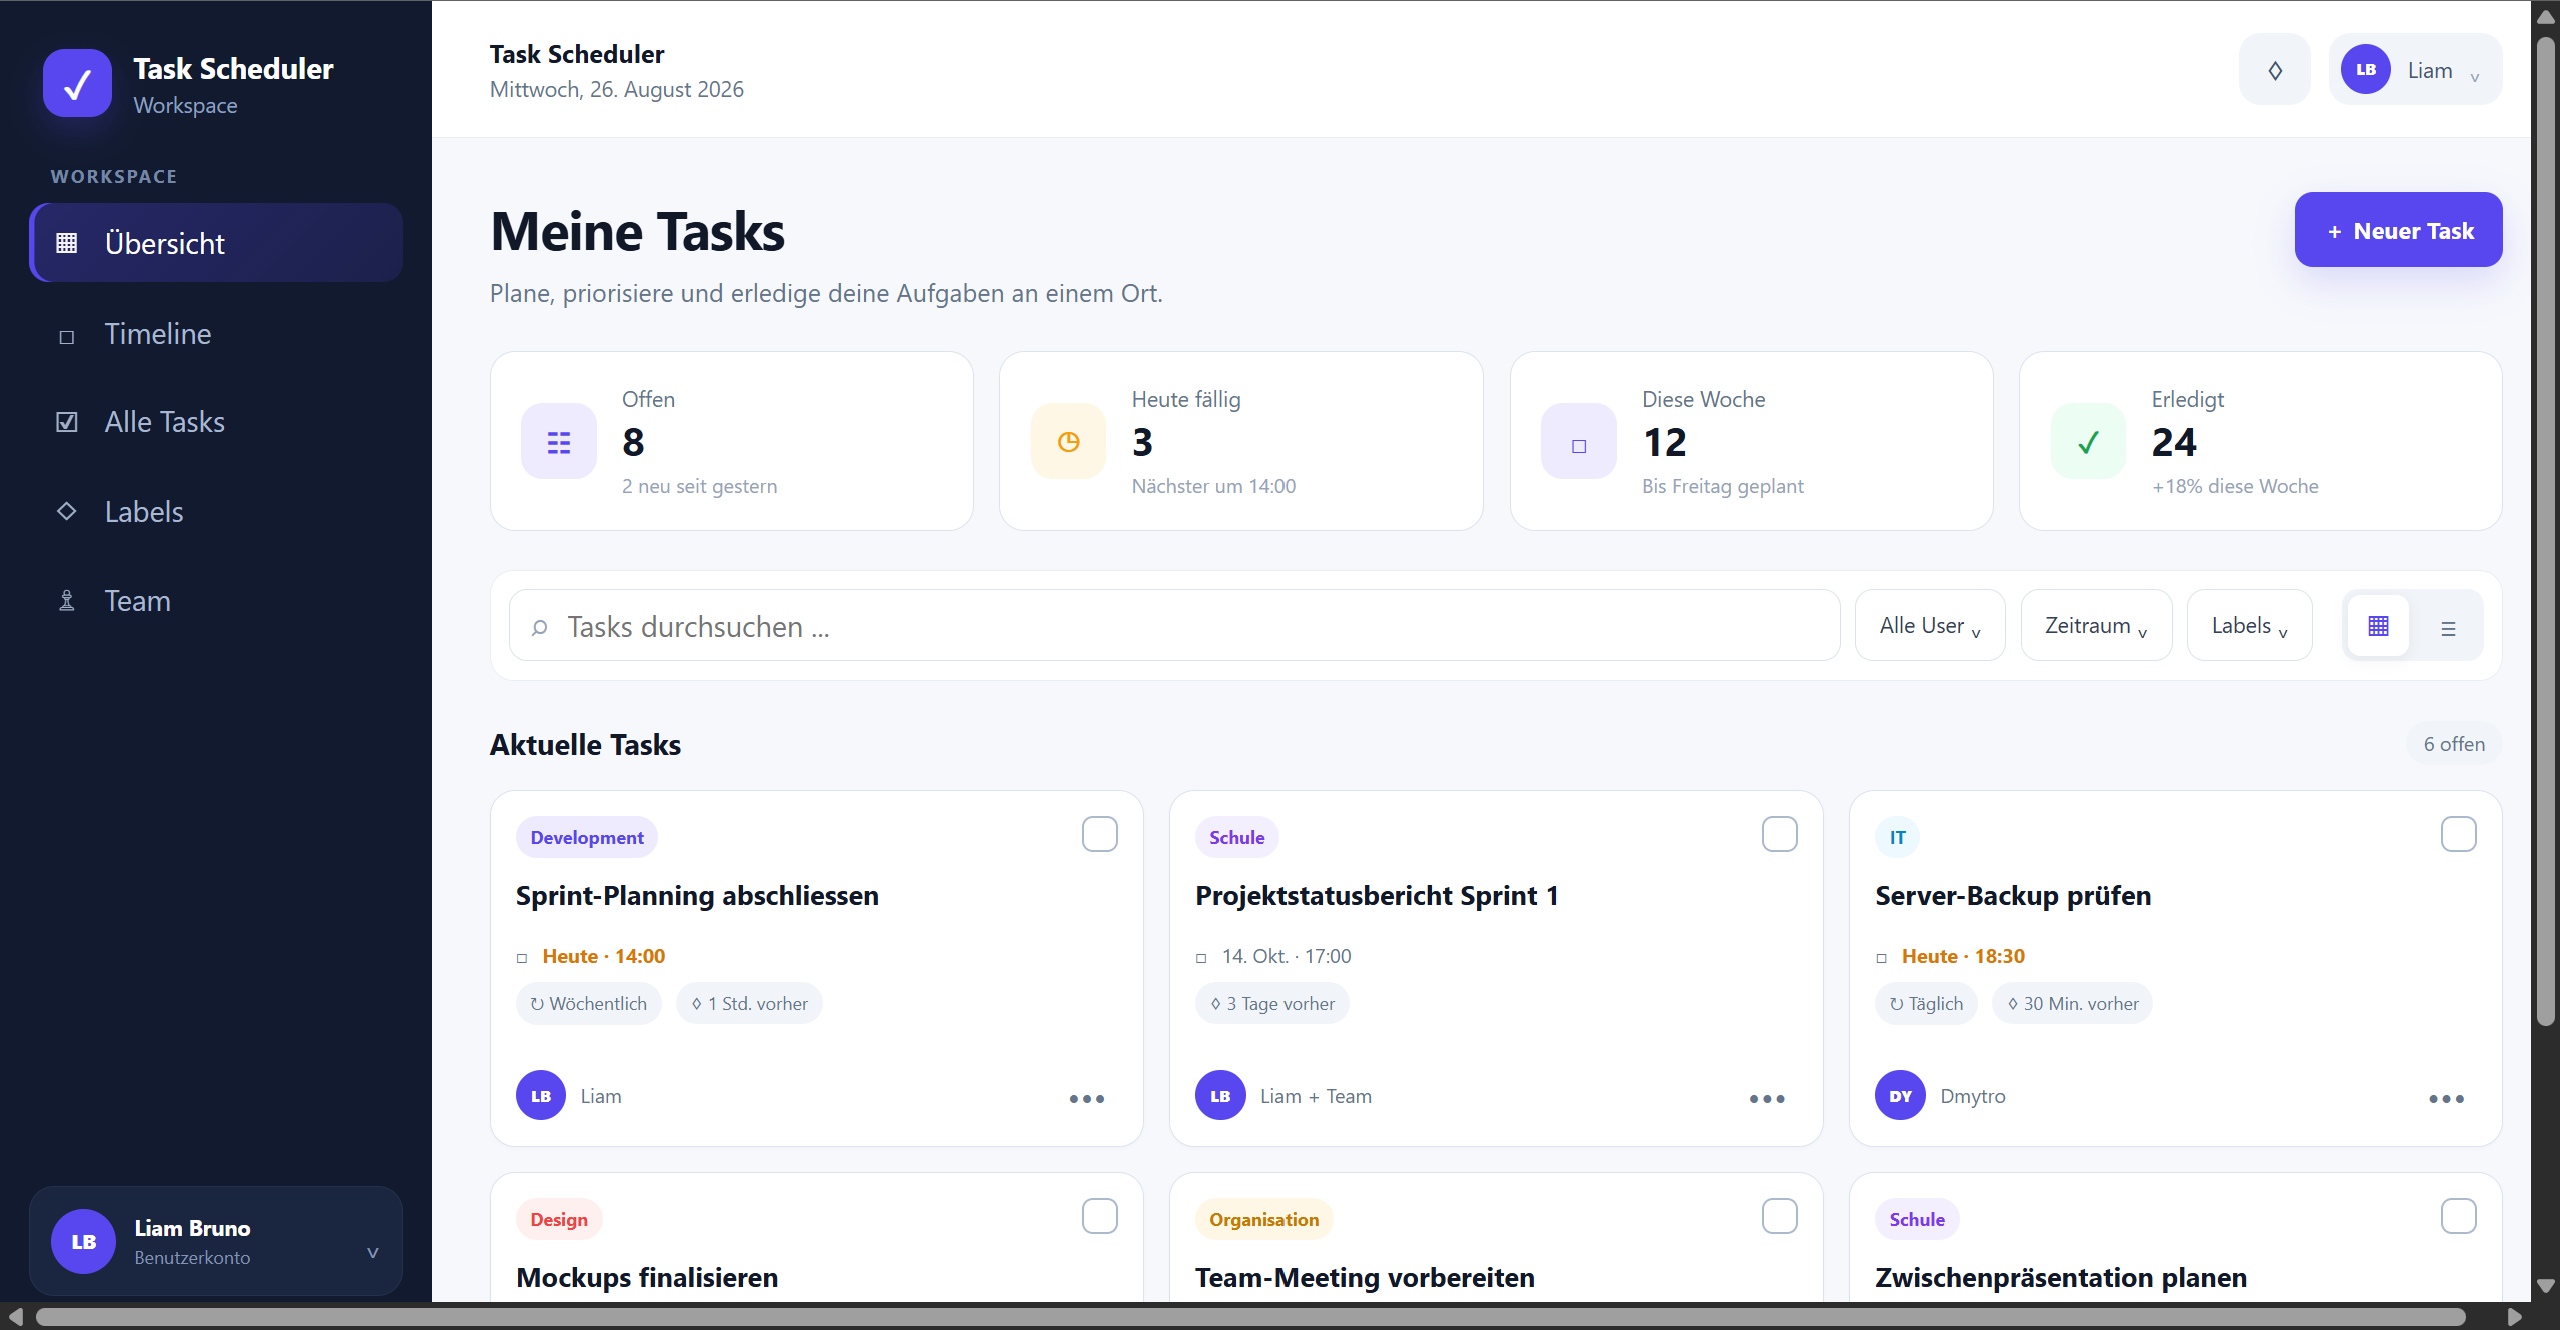 Task Scheduler
Workspace
WORKSPACE
Übersicht
Timeline
Alle Tasks
Labels
Team
LB
Liam Bruno
Benutzerkonto
Task Scheduler
Mittwoch, 26. August 2026
LB Liam
Meine Tasks
Plane, priorisiere und erledige deine Aufgaben an einem Ort.
+ Neuer Task
Offen
8
2 neu seit gestern
Heute fällig
3
Nächster um 14:00
Diese Woche
12
Bis Freitag geplant
Erledigt
24
+18% diese Woche
Tasks durchsuchen ...
Alle User
Zeitraum
Labels
Aktuelle Tasks
6 offen
Development
Sprint-Planning abschliessen
Heute · 14:00
↻ Wöchentlich
◊ 1 Std. vorher
LB Liam
Schule
Projektstatusbericht Sprint 1
14. Okt. · 17:00
◊ 3 Tage vorher
LB Liam + Team
IT
Server-Backup prüfen
Heute · 18:30
↻ Täglich
◊ 30 Min. vorher
DY Dmytro
Design
Mockups finalisieren
Organisation
Team-Meeting vorbereiten
Schule
Zwischenpräsentation planen